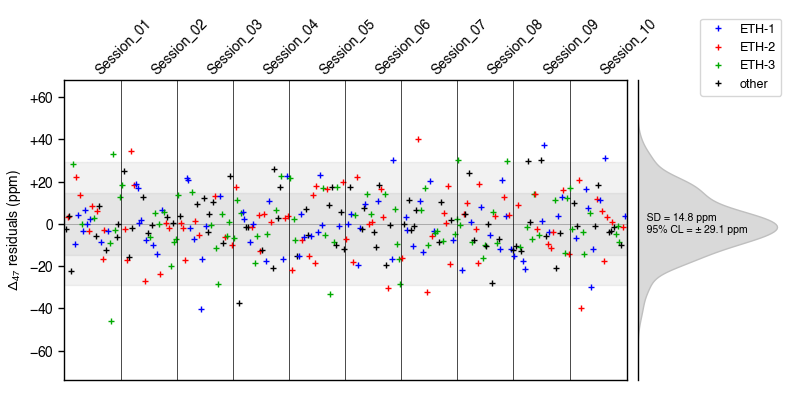 Session_01
Session_02
Session_03
Session_04
Session_05
Session_06
Session_07
Session_08
Session_09
Session_10
ETH-1
ETH-2
ETH-3
other
+60
+40
+20
0
−20
−40
−60
Δ47 residuals (ppm)
SD = 14.8 ppm
95% CL = ± 29.1 ppm